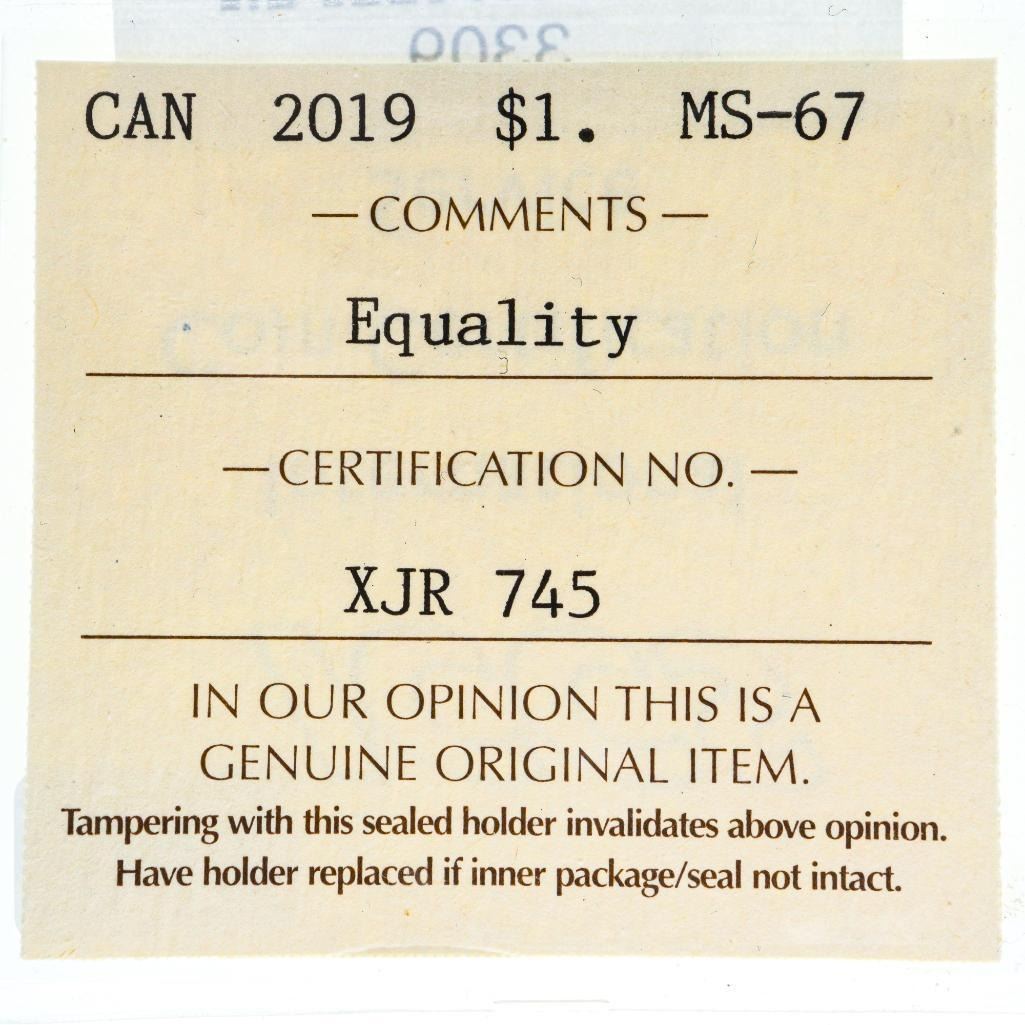 3309
CAN 2019 $1. MS-67
— COMMENTS —
Equality
— CERTIFICATION NO. —
XJR 745
IN OUR OPINION THIS IS A
GENUINE ORIGINAL ITEM.
Tampering with this sealed holder invalidates above opinion.
Have holder replaced if inner package/seal not intact.